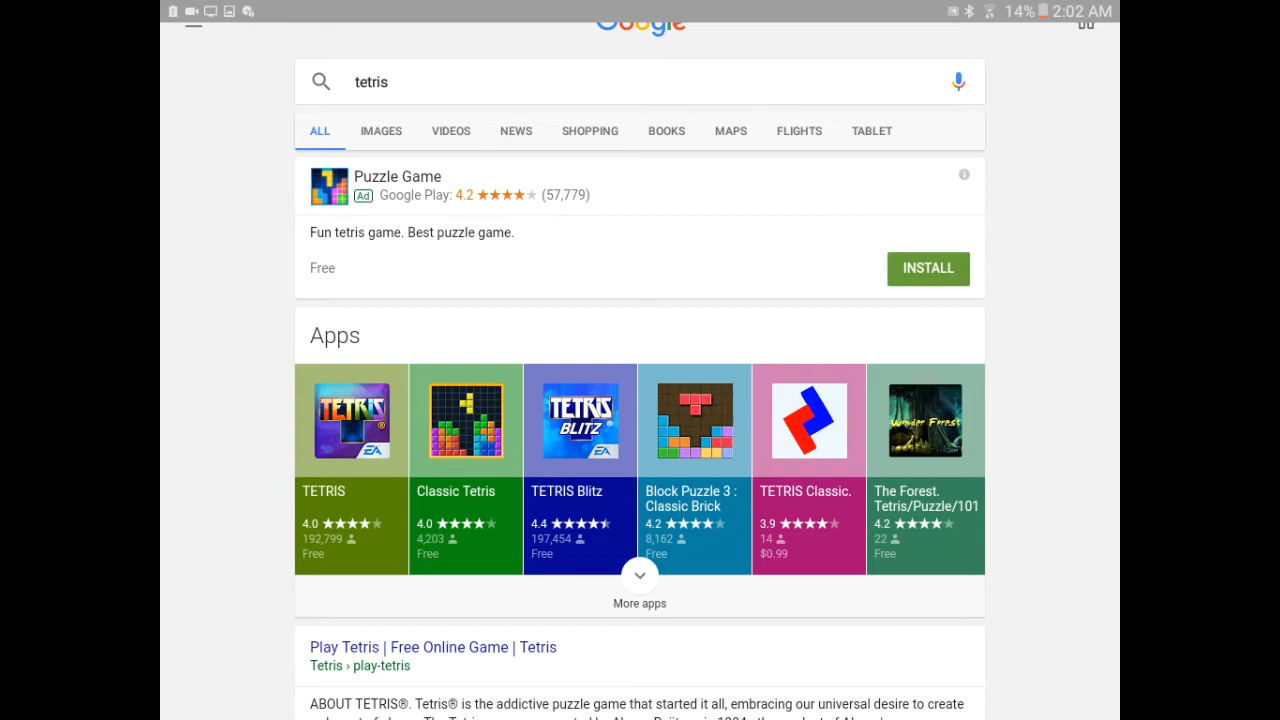 14% 2:02 AM
Google
tetris
ALL IMAGES VIDEOS NEWS SHOPPING BOOKS MAPS FLIGHTS TABLET
Puzzle Game
Ad Google Play: 4.2 ★★★★★ (57,779)
Fun tetris game. Best puzzle game.
Free
INSTALL
Apps
TETRIS
EA
TETRIS
BLITZ
EA
Wonder Forest
TETRIS
4.0 ★★★★★
192,799
Free
Classic Tetris
4.0 ★★★★★
4,203
Free
TETRIS Blitz
4.4 ★★★★★
197,454
Free
Block Puzzle 3 :
Classic Brick
4.2 ★★★★★
8,162
Free
TETRIS Classic.
3.9 ★★★★★
14
$0.99
The Forest.
Tetris/Puzzle/101
4.2 ★★★★★
22
Free
More apps
Play Tetris | Free Online Game | Tetris
Tetris › play-tetris
ABOUT TETRIS®. Tetris® is the addictive puzzle game that started it all, embracing our universal desire to create